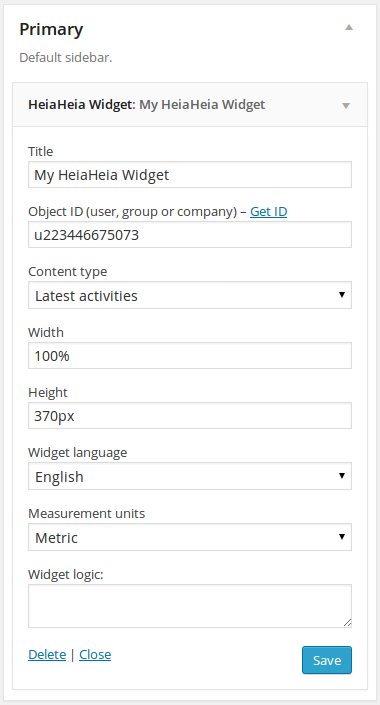 Primary
Default sidebar.
HeiaHeia Widget: My HeiaHeia Widget
Title
My HeiaHeia Widget
Object ID (user, group or company) – Get ID
u223446675073
Content type
Latest activities
Width
100%
Height
370px
Widget language
English
Measurement units
Metric
Widget logic:
Delete | Close
Save